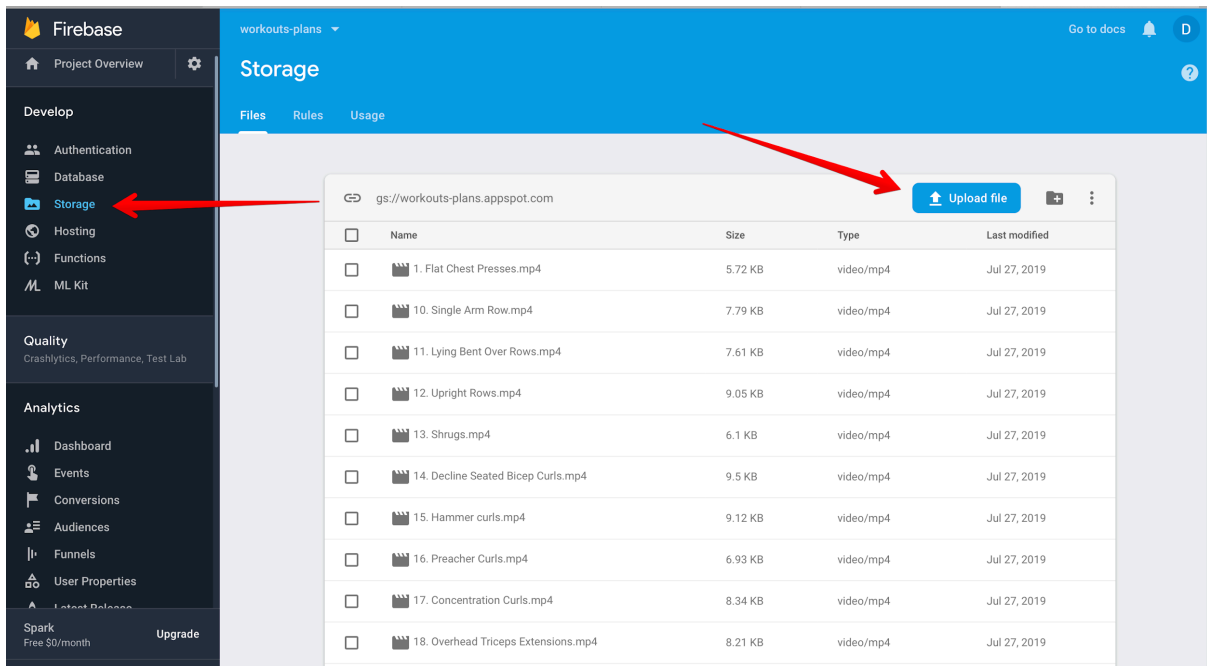 Firebase
workouts-plans
Go to docs
D
Project Overview
Storage
?
Develop
Files Rules Usage
Authentication
Database
Storage
Hosting
Functions
ML Kit
gs://workouts-plans.appspot.com
Upload file
Name Size Type Last modified
1. Flat Chest Presses.mp4 5.72 KB video/mp4 Jul 27, 2019
10. Single Arm Row.mp4 7.79 KB video/mp4 Jul 27, 2019
11. Lying Bent Over Rows.mp4 7.61 KB video/mp4 Jul 27, 2019
12. Upright Rows.mp4 9.05 KB video/mp4 Jul 27, 2019
13. Shrugs.mp4 6.1 KB video/mp4 Jul 27, 2019
14. Decline Seated Bicep Curls.mp4 9.5 KB video/mp4 Jul 27, 2019
15. Hammer curls.mp4 9.12 KB video/mp4 Jul 27, 2019
16. Preacher Curls.mp4 6.93 KB video/mp4 Jul 27, 2019
17. Concentration Curls.mp4 8.34 KB video/mp4 Jul 27, 2019
18. Overhead Triceps Extensions.mp4 8.21 KB video/mp4 Jul 27, 2019
Quality
Crashlytics, Performance, Test Lab
Analytics
Dashboard
Events
Conversions
Audiences
Funnels
User Properties
Latest Release
Spark
Free $0/month
Upgrade